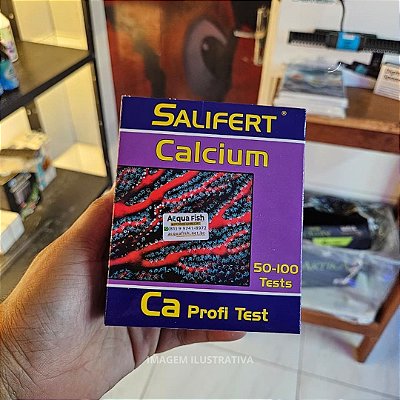 SALIFERT®
Calcium
Acqua Fish
50-100
Tests
Ca Profi Test
IMAGEM ILUSTRATIVA